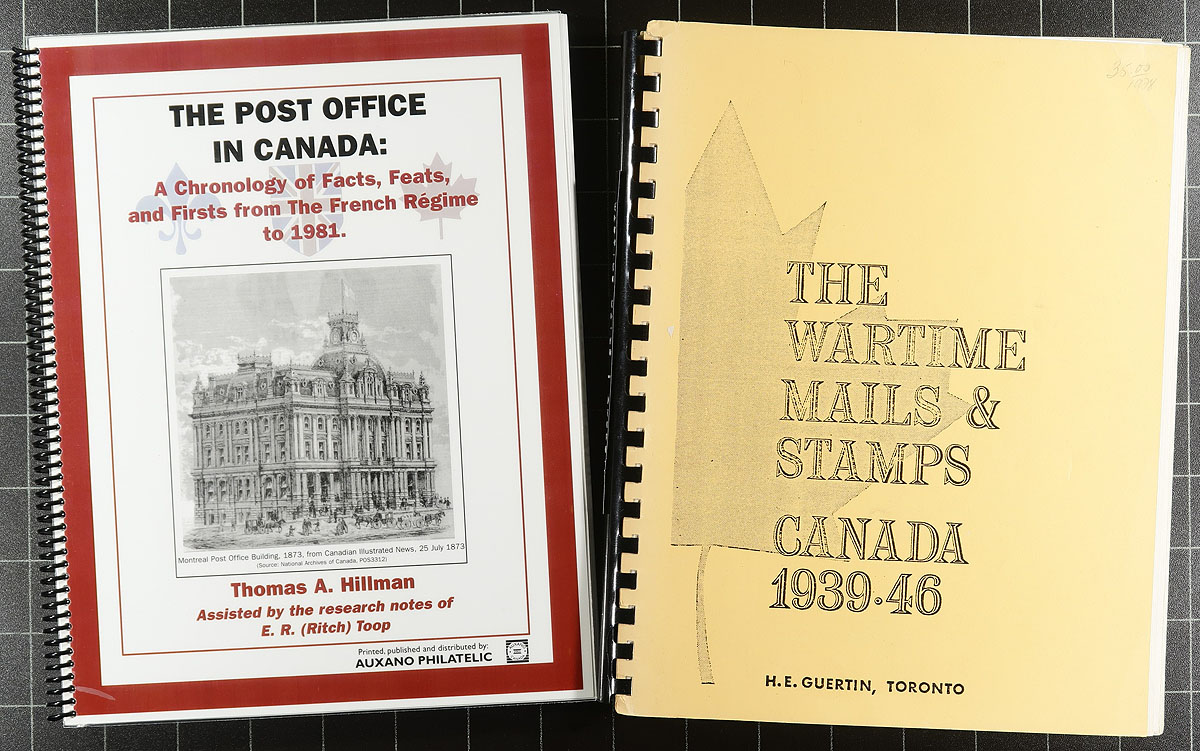 THE POST OFFICE
IN CANADA:
A Chronology of Facts, Feats,
and Firsts from The French Régime
to 1981.
Montreal Post Office Building, 1873, from Canadian Illustrated News, 25 July 1873
(Source: National Archives of Canada, POS3312)
Thomas A. Hillman
Assisted by the research notes of
E. R. (Ritch) Toop
Printed, published and distributed by:
AUXANO PHILATELIC
THE
WARTIME
MAILS &
STAMPS
CANADA
1939·46
H.E. GUERTIN, TORONTO